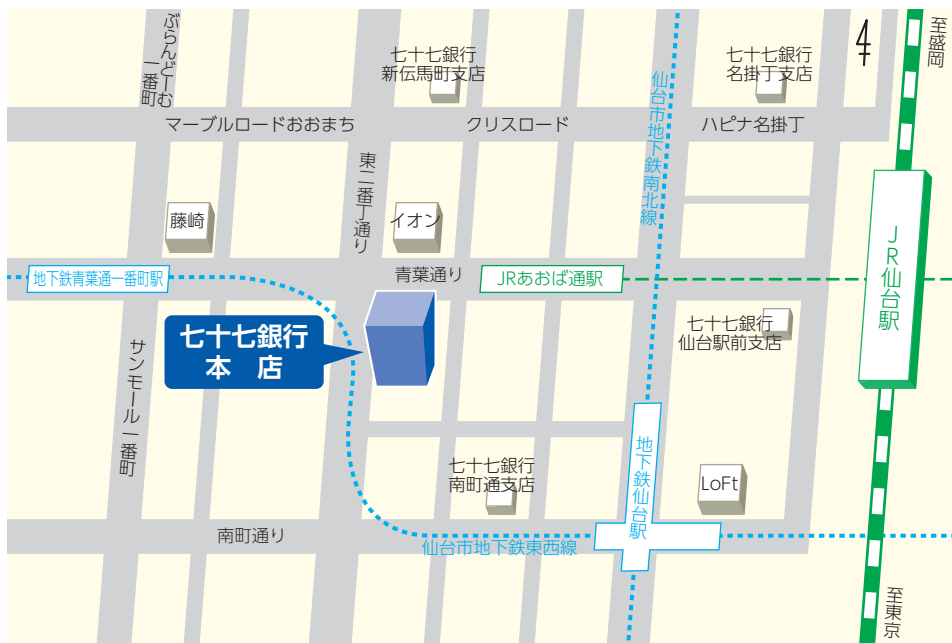 ぶらんどーむ
一番町
七十七銀行
新伝馬町支店
七十七銀行
名掛丁支店
4
至盛岡
マーブルロードおおまち
クリスロード
ハピナ名掛丁
仙台市地下鉄南北線
東二番丁通り
藤崎
イオン
JR仙台駅
地下鉄青葉通一番町駅
青葉通り
JRあおば通駅
七十七銀行
本店
七十七銀行
仙台駅前支店
サンモール一番町
七十七銀行
南町通支店
地下鉄仙台駅
LoFt
南町通り
仙台市地下鉄東西線
至東京